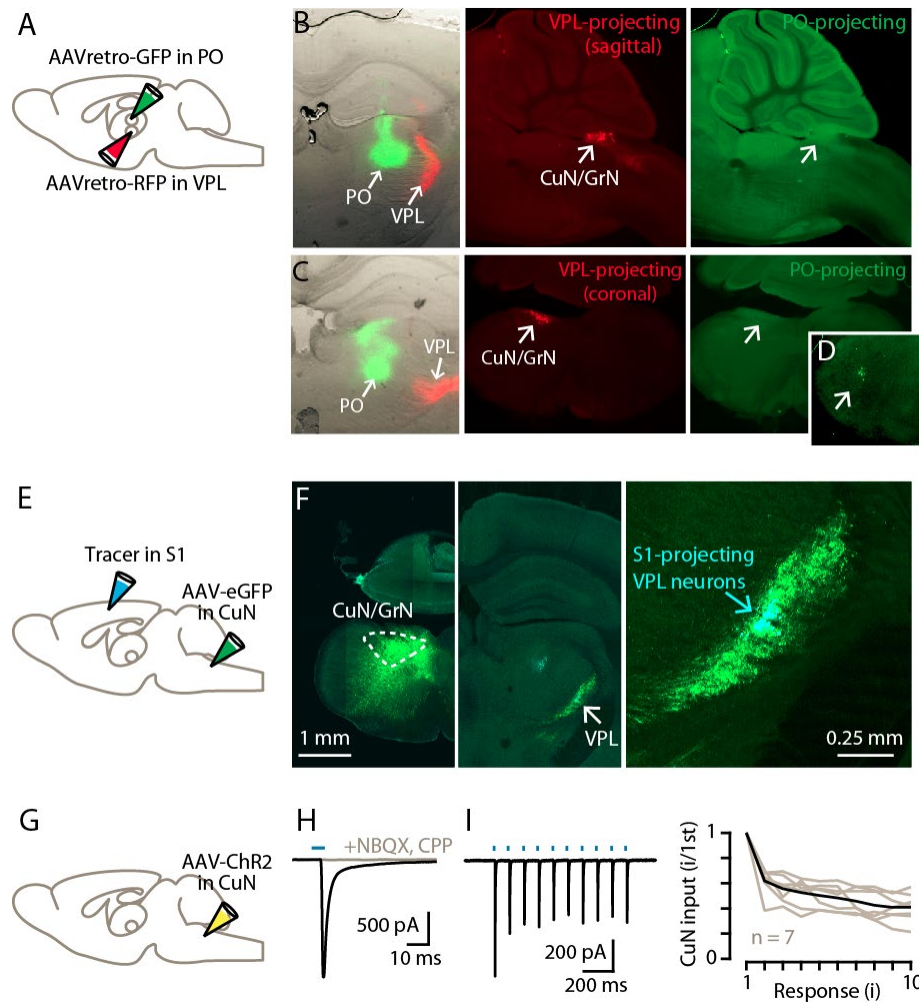 A
AAVretro-GFP in PO
AAVretro-RFP in VPL
B
PO
VPL
VPL-projecting
(sagittal)
CuN/GrN
PO-projecting
C
VPL
PO
VPL-projecting
(coronal)
CuN/GrN
PO-projecting
D
E
Tracer in S1
AAV-eGFP
in CuN
F
CuN/GrN
1 mm
VPL
S1-projecting
VPL neurons
0.25 mm
G
AAV-ChR2
in CuN
H
+NBQX, CPP
500 pA
10 ms
I
200 pA
200 ms
CuN input (i/1st)
1
0
n = 7
1
10
Response (i)